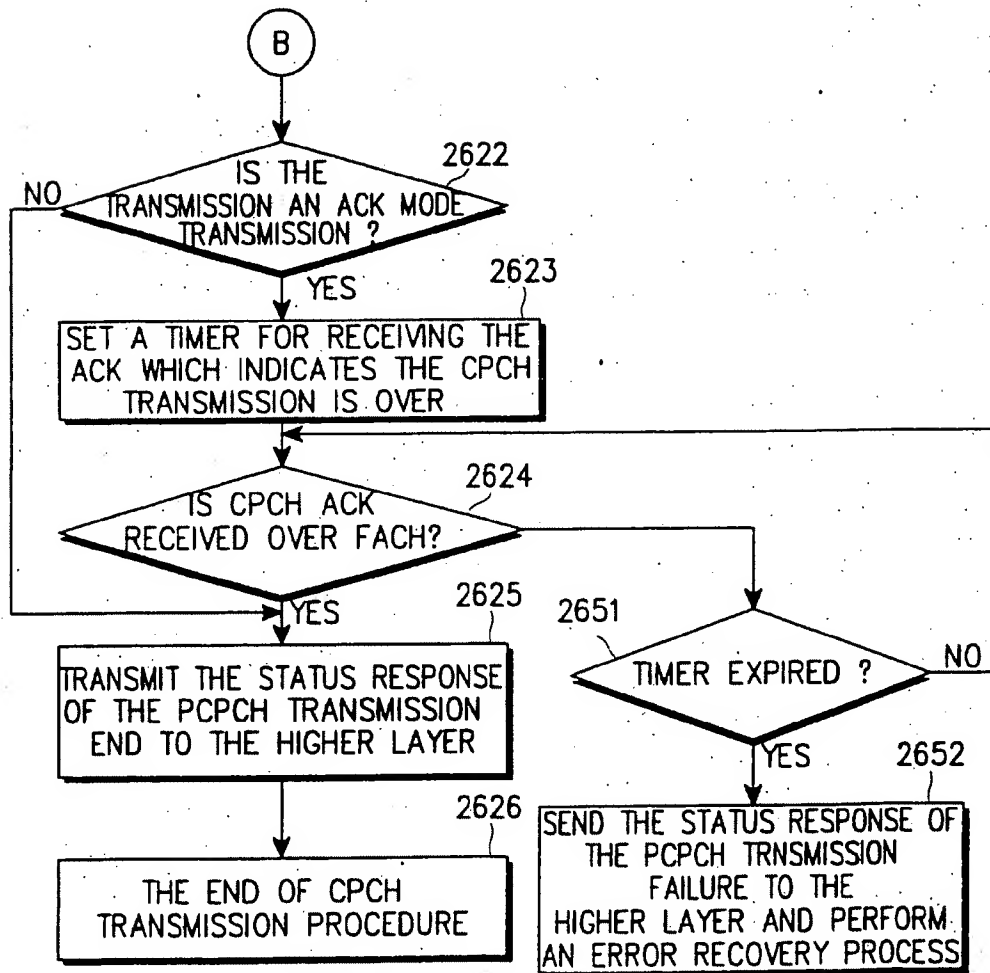 B
2622
IS THE
TRANSMISSION AN ACK MODE
TRANSMISSION ?
NO
YES
2623
SET A TIMER FOR RECEIVING THE
ACK WHICH INDICATES THE CPCH
TRANSMISSION IS OVER
2624
IS CPCH ACK
RECEIVED OVER FACH?
YES
2625
TRANSMIT THE STATUS RESPONSE
OF THE PCPCH TRANSMISSION
END TO THE HIGHER LAYER
2626
THE END OF CPCH
TRANSMISSION PROCEDURE
2651
TIMER EXPIRED ?
NO
YES
2652
SEND THE STATUS RESPONSE OF
THE PCPCH TRNSMISSION
FAILURE TO THE
HIGHER LAYER AND PERFORM
AN ERROR RECOVERY PROCESS